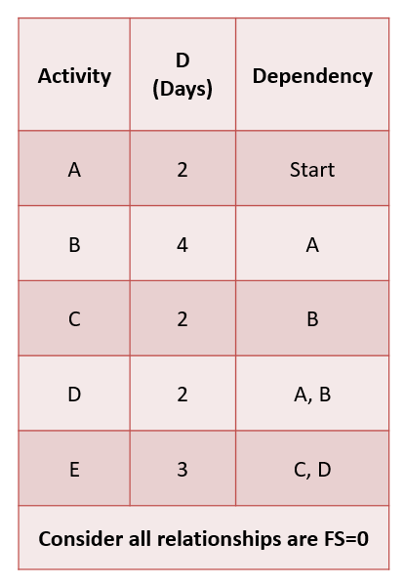 Activity D (Days) Dependency
A 2 Start
B 4 A
C 2 B
D 2 A, B
E 3 C, D
Consider all relationships are FS=0